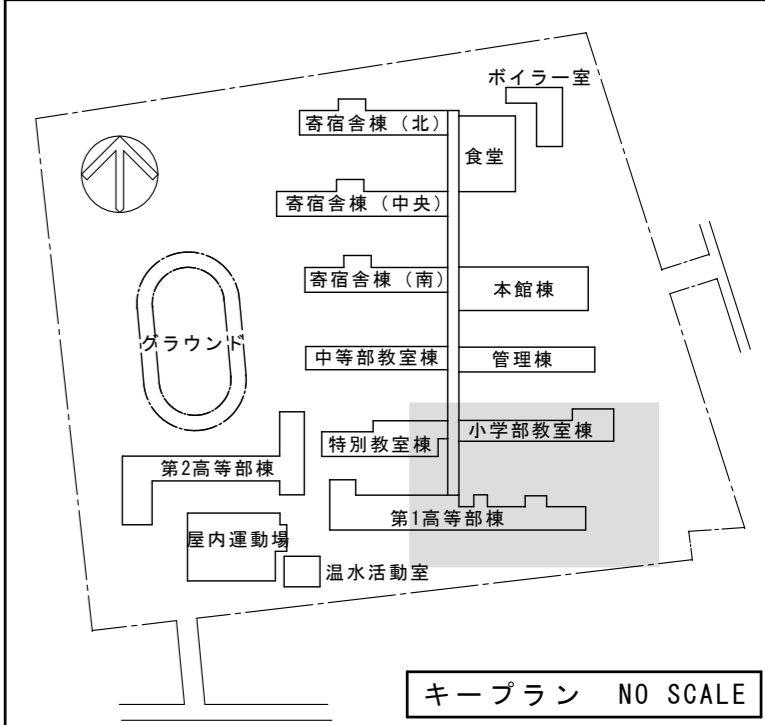 ボイラー室
寄宿舎棟（北）
食堂
寄宿舎棟（中央）
寄宿舎棟（南）
本館棟
グラウンド
中等部教室棟
管理棟
小学部教室棟
特別教室棟
第2高等部棟
第1高等部棟
屋内運動場
温水活動室
キープラン NO SCALE